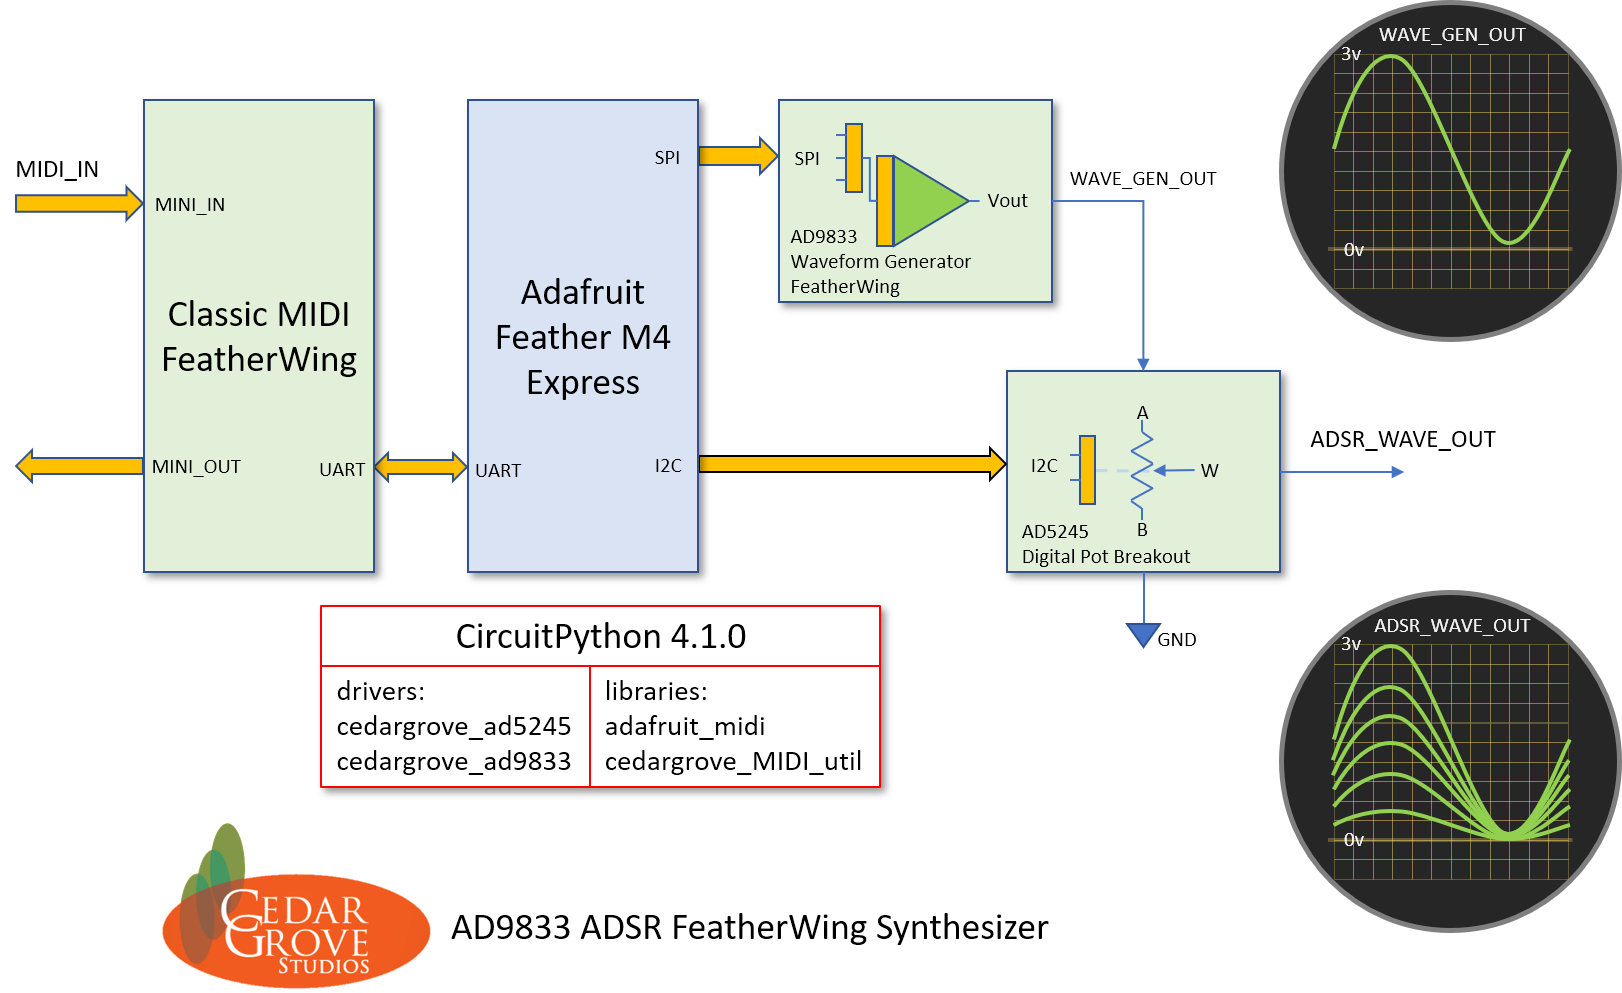 WAVE_GEN_OUT
3v
0v
MIDI_IN
MINI_IN
Classic MIDI
FeatherWing
MINI_OUT
UART
SPI
Adafruit
Feather M4
Express
UART
I2C
SPI
Vout
AD9833
Waveform Generator
FeatherWing
WAVE_GEN_OUT
A
I2C
W
B
AD5245
Digital Pot Breakout
ADSR_WAVE_OUT
GND
CircuitPython 4.1.0
drivers:
cedargrove_ad5245
cedargrove_ad9833
libraries:
adafruit_midi
cedargrove_MIDI_util
ADSR_WAVE_OUT
3v
0v
CEDAR
GROVE
STUDIOS
AD9833 ADSR FeatherWing Synthesizer